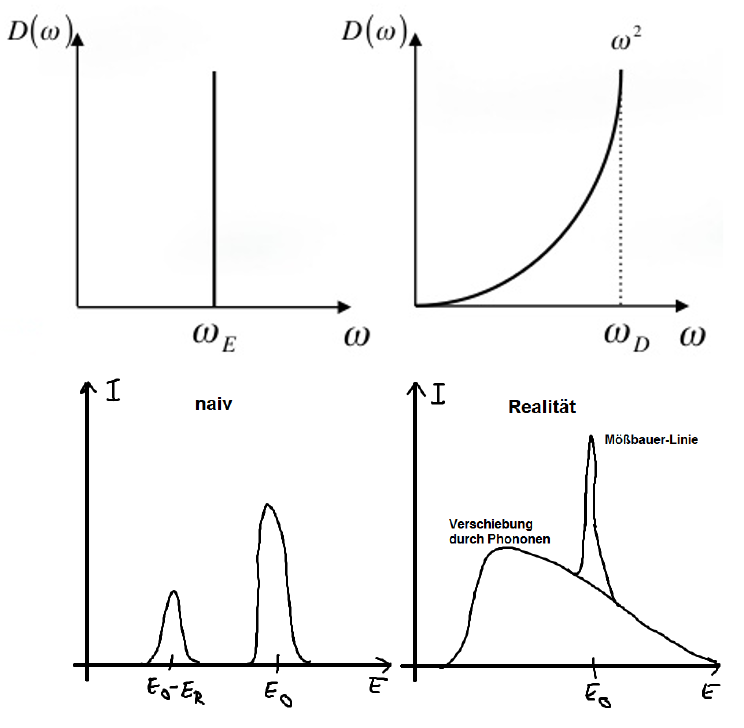 D(ω)
ω_E
ω
D(ω)
ω²
ω_D
ω
I
naiv
E₀-E_R
E₀
E
I
Realität
Mößbauer-Linie
Verschiebung
durch Phononen
E₀
E